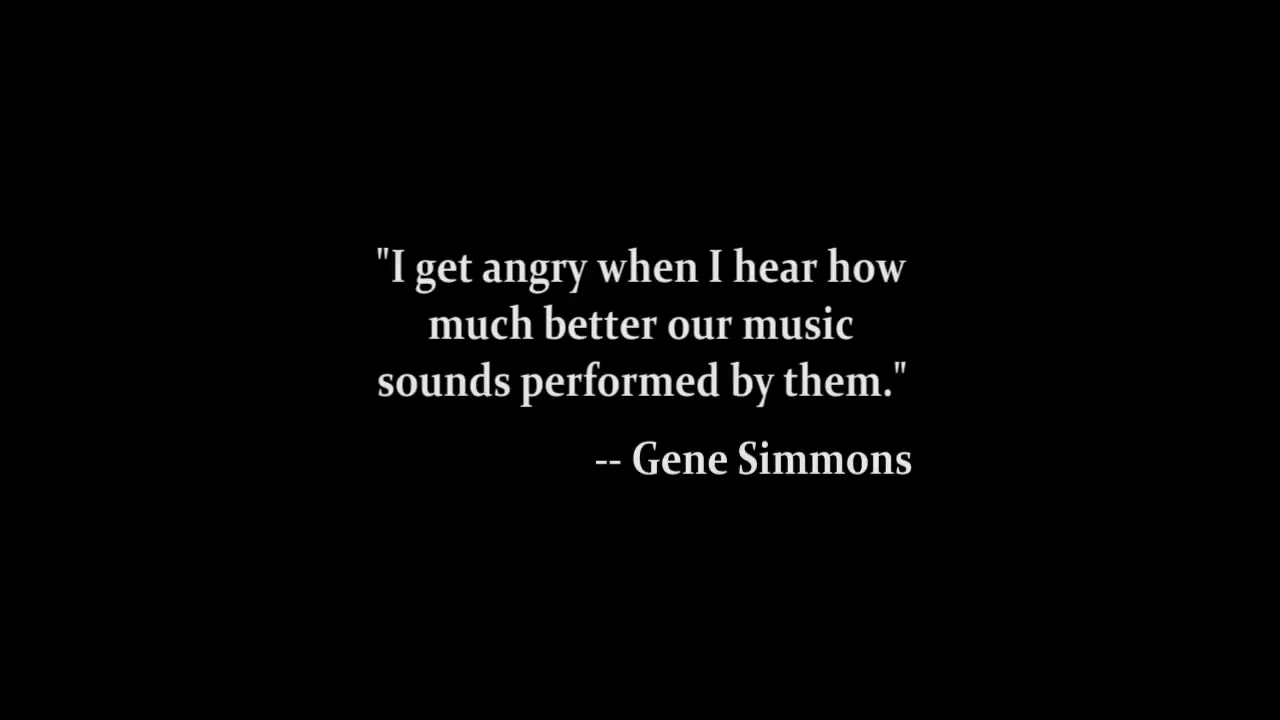 "I get angry when I hear how
much better our music
sounds performed by them."
-- Gene Simmons